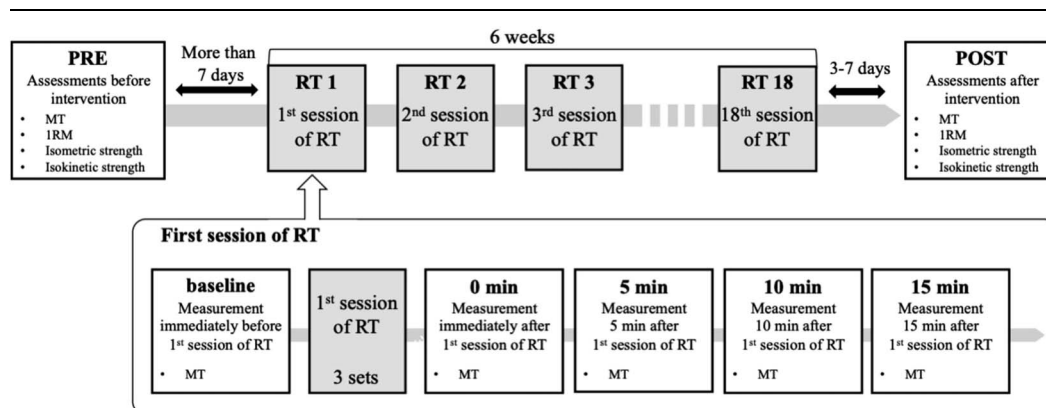 6 weeks
PRE
Assessments before
intervention
• MT
• 1RM
• Isometric strength
• Isokinetic strength
More than
7 days
RT 1
1st session
of RT
RT 2
2nd session
of RT
RT 3
3rd session
of RT
RT 18
18th session
of RT
3-7 days
POST
Assessments after
intervention
• MT
• 1RM
• Isometric strength
• Isokinetic strength
First session of RT
baseline
Measurement
immediately before
1st session of RT
• MT
1st session
of RT
3 sets
0 min
Measurement
immediately after
1st session of RT
• MT
5 min
Measurement
5 min after
1st session of RT
• MT
10 min
Measurement
10 min after
1st session of RT
• MT
15 min
Measurement
15 min after
1st session of RT
• MT